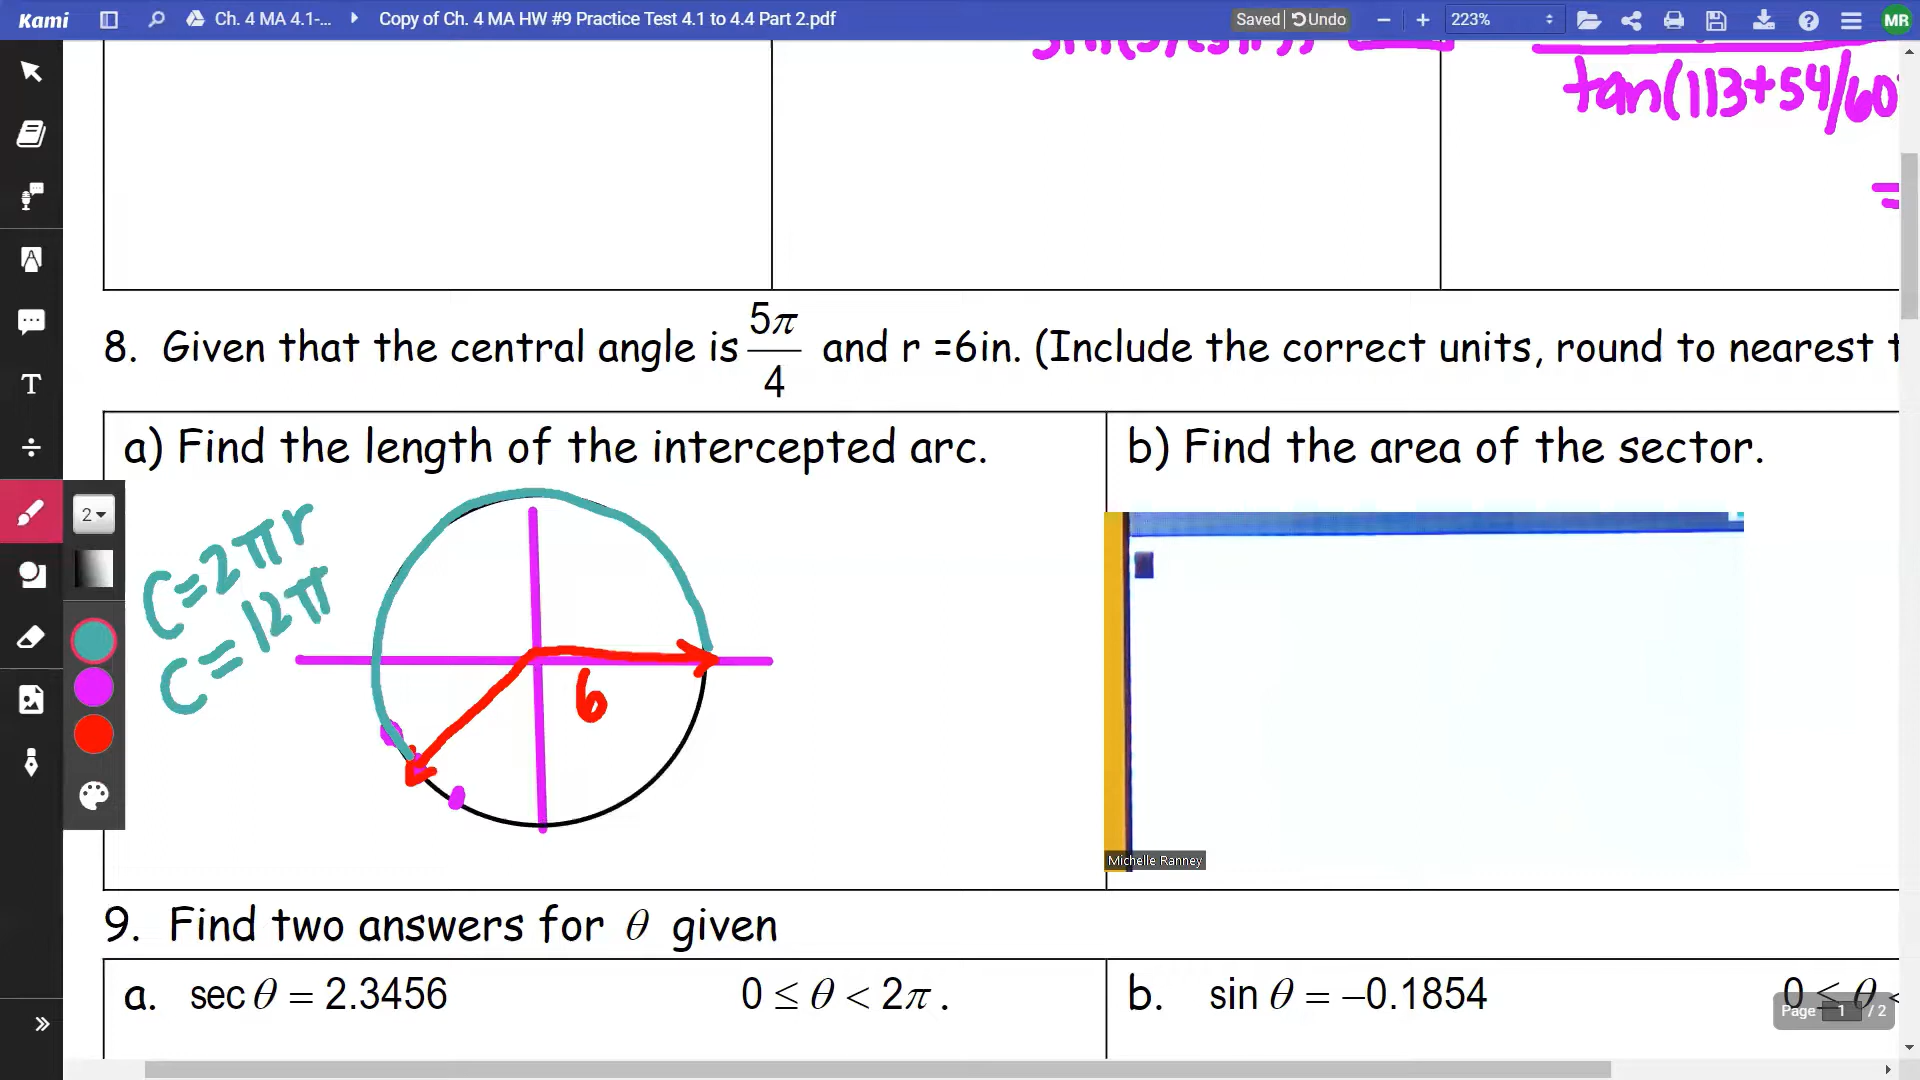 Kami
Ch. 4 MA 4.1-...
Copy of Ch. 4 MA HW #9 Practice Test 4.1 to 4.4 Part 2.pdf
Saved | Undo
223%
MR
tan(113+54/60
=
8. Given that the central angle is 5π/4 and r =6in. (Include the correct units, round to nearest t
a) Find the length of the intercepted arc.
b) Find the area of the sector.
2
C=2πr
C=12π
6
Michelle Ranney
9. Find two answers for θ given
a. sec θ = 2.3456 0 ≤ θ < 2π.
b. sin θ = −0.1854 0 ≤ θ <
Page 1 / 2